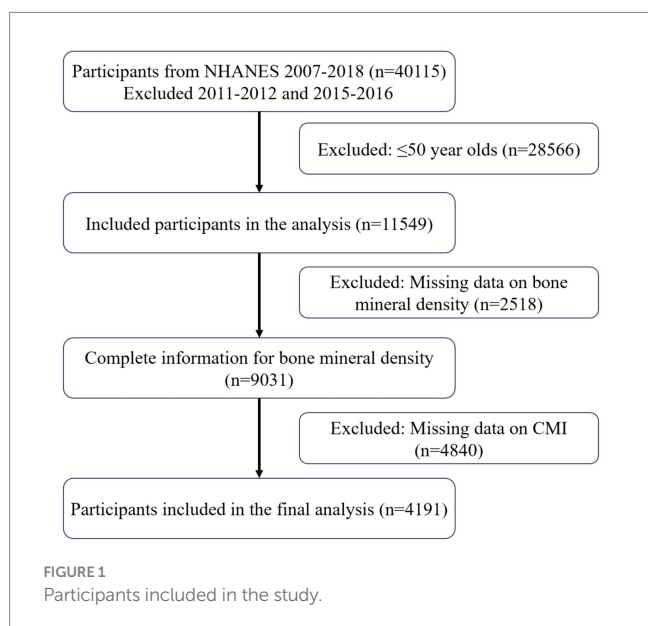 Participants from NHANES 2007-2018 (n=40115)
Excluded 2011-2012 and 2015-2016
Excluded: ≤50 year olds (n=28566)
Included participants in the analysis (n=11549)
Excluded: Missing data on bone
mineral density (n=2518)
Complete information for bone mineral density
(n=9031)
Excluded: Missing data on CMI
(n=4840)
Participants included in the final analysis (n=4191)
FIGURE 1
Participants included in the study.